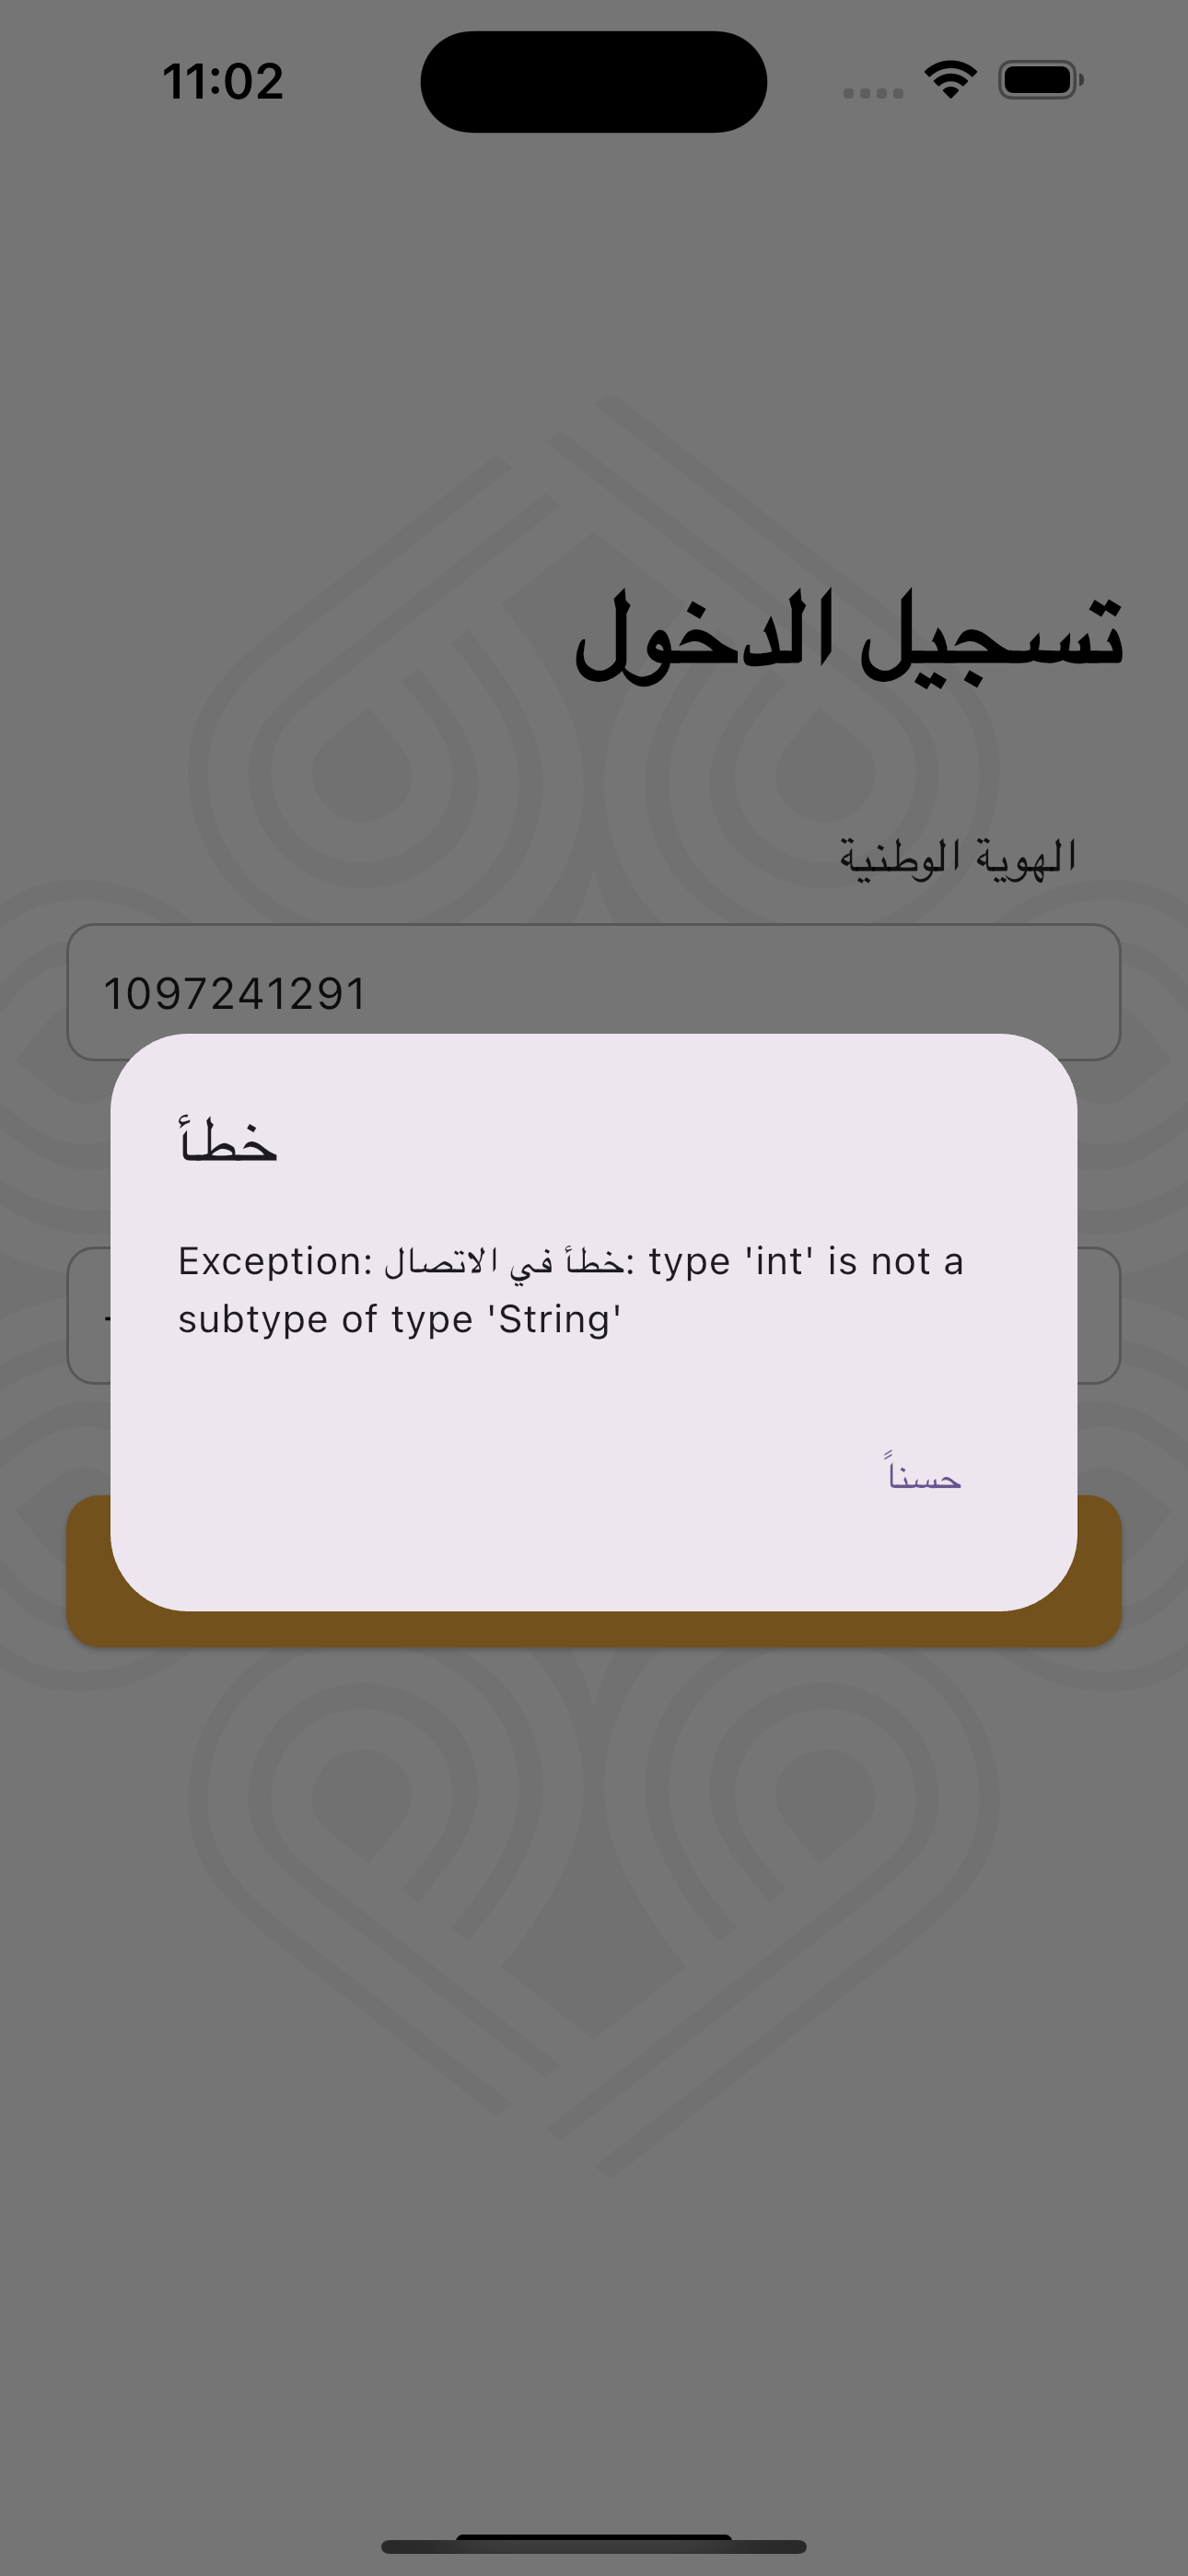 11:02
تسجيل الدخول
الهوية الوطنية
1097241291
خطأ
Exception: خطأ في الاتصال: type 'int' is not a
subtype of type 'String'
حسناً